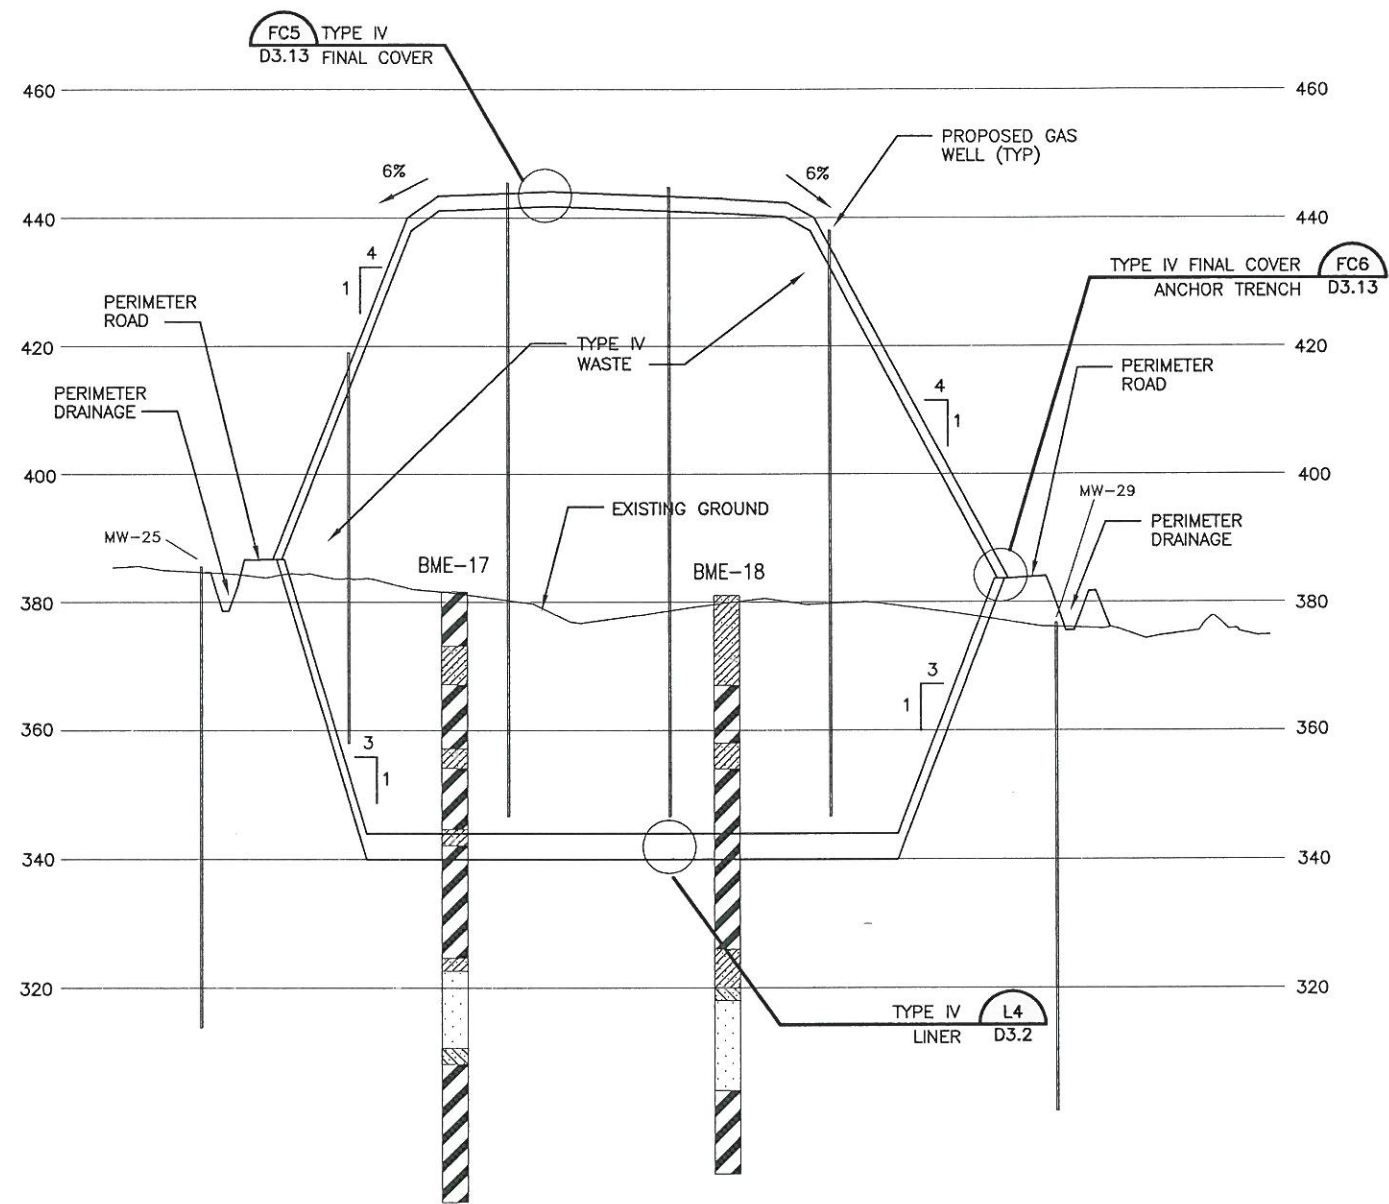 FC5 TYPE IV
D3.13 FINAL COVER
460
460
PROPOSED GAS
WELL (TYP)
6%
6%
440
440
TYPE IV FINAL COVER FC6
ANCHOR TRENCH D3.13
4
1
PERIMETER
ROAD
420
TYPE IV
WASTE
420
PERIMETER
ROAD
PERIMETER
DRAINAGE
4
1
400
400
MW-29
EXISTING GROUND
PERIMETER
DRAINAGE
MW-25
BME-17
BME-18
380
380
3
1
360
360
3
1
340
340
320
320
TYPE IV L4
LINER D3.2